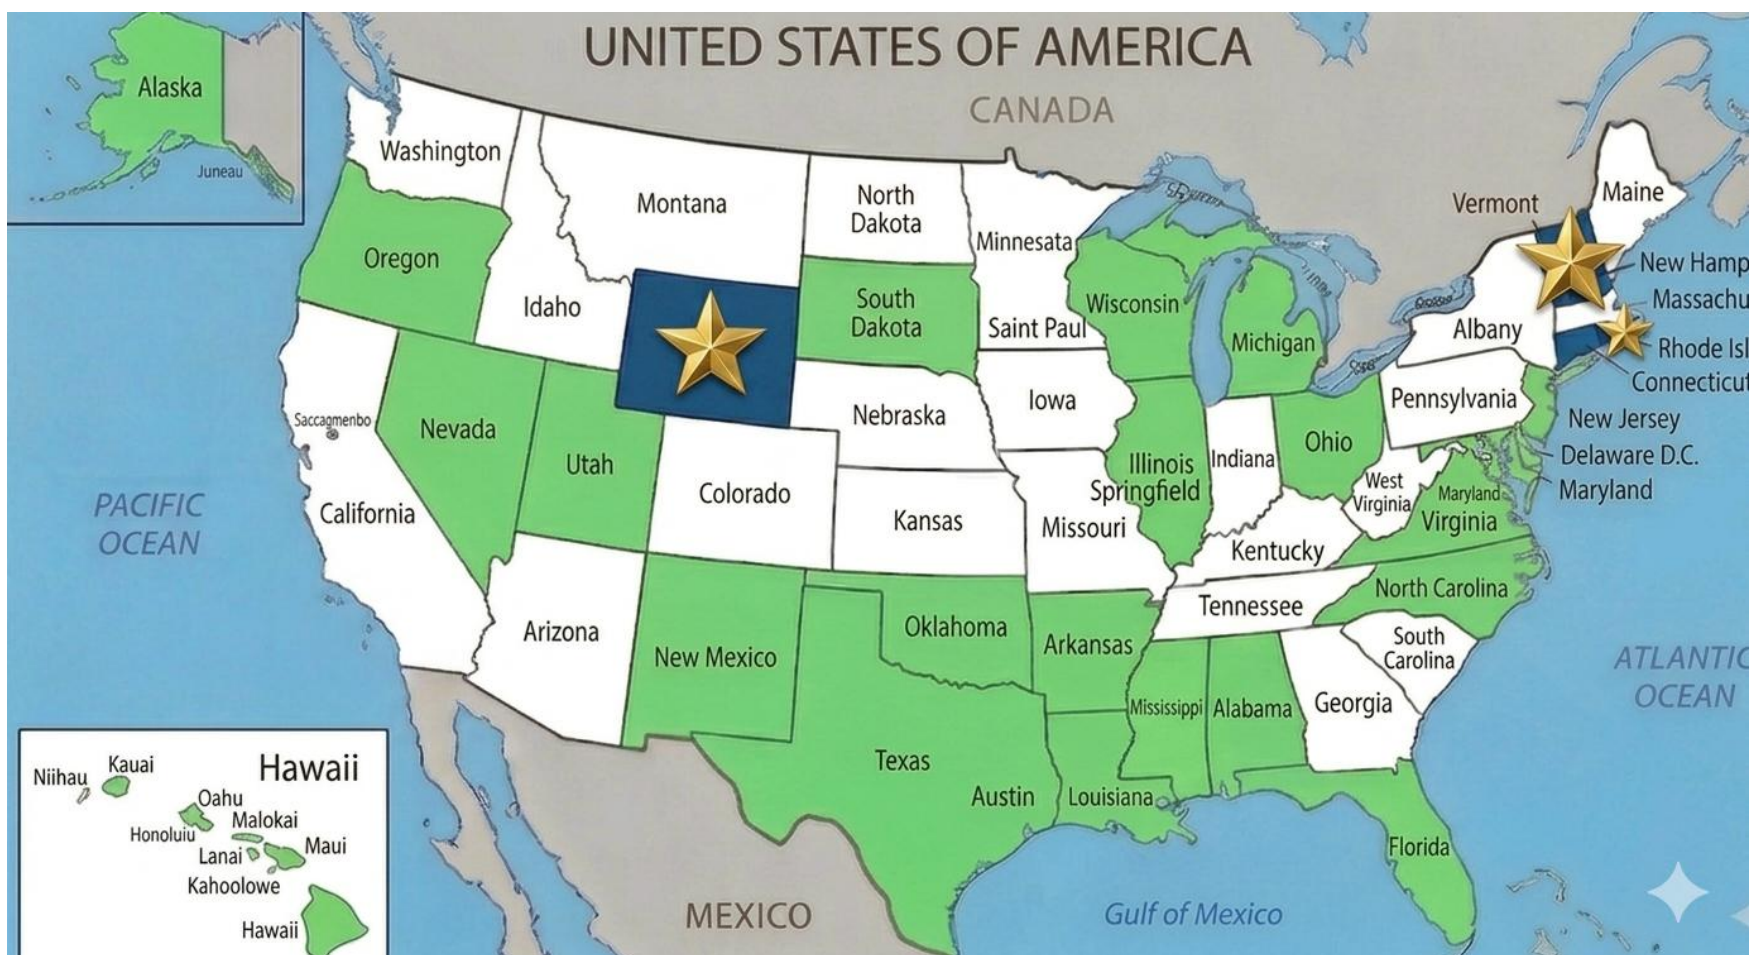 UNITED STATES OF AMERICA
CANADA
Alaska
Juneau
Washington
Montana
North
Dakota
Minnesata
Vermont
Maine
Oregon
Idaho
South
Dakota
Saint Paul
Wisconsin
Michigan
Albany
New Hamp
Massachu
Rhode Isl
Connecticut
Nebraska
Iowa
Pennsylvania
New Jersey
Delaware D.C.
Maryland
Saccagmenbo
Nevada
Utah
Colorado
Kansas
Illinois
Springfield
Missouri
Indiana
Ohio
West
Virginia
Maryland
Virginia
PACIFIC
OCEAN
California
Kentucky
Tennessee
North Carolina
Arizona
New Mexico
Oklahoma
Arkansas
South
Carolina
ATLANTIC
OCEAN
Mississippi
Alabama
Georgia
Texas
Austin
Louisiana
Florida
Hawaii
Niihau
Kauai
Oahu
Honoluiu
Malokai
Lanai
Maui
Kahoolowe
Hawaii
MEXICO
Gulf of Mexico